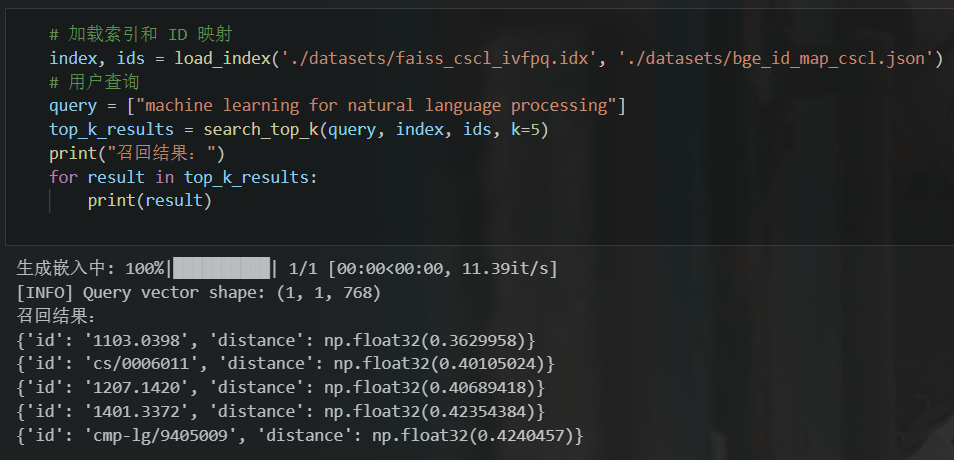 # 加载索引和 ID 映射
index, ids = load_index('./datasets/faiss_cscl_ivfpq.idx', './datasets/bge_id_map_cscl.json')
# 用户查询
query = ["machine learning for natural language processing"]
top_k_results = search_top_k(query, index, ids, k=5)
print("召回结果：")
for result in top_k_results:
    print(result)
生成嵌入中: 100%|██████████| 1/1 [00:00<00:00, 11.39it/s]
[INFO] Query vector shape: (1, 1, 768)
召回结果：
{'id': '1103.0398', 'distance': np.float32(0.3629958)}
{'id': 'cs/0006011', 'distance': np.float32(0.40105024)}
{'id': '1207.1420', 'distance': np.float32(0.40689418)}
{'id': '1401.3372', 'distance': np.float32(0.42354384)}
{'id': 'cmp-lg/9405009', 'distance': np.float32(0.4240457)}